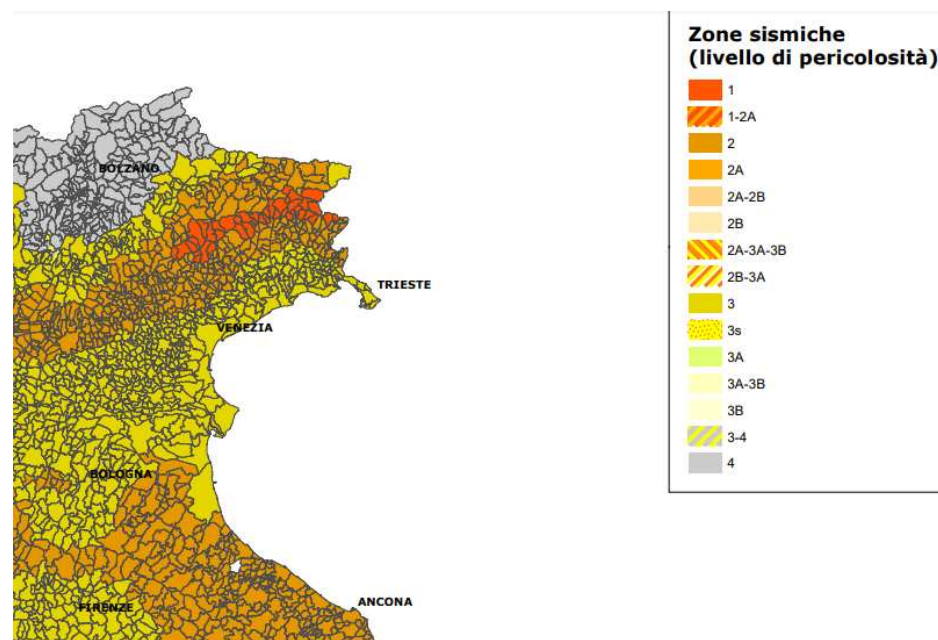 Zone sismiche
(livello di pericolosità)
1
1-2A
2
2A
2A-2B
2B
2A-3A-3B
2B-3A
3
3s
3A
3A-3B
3B
3-4
4
BOLZANO
TRIESTE
VENEZIA
BOLOGNA
ANCONA
FIRENZE